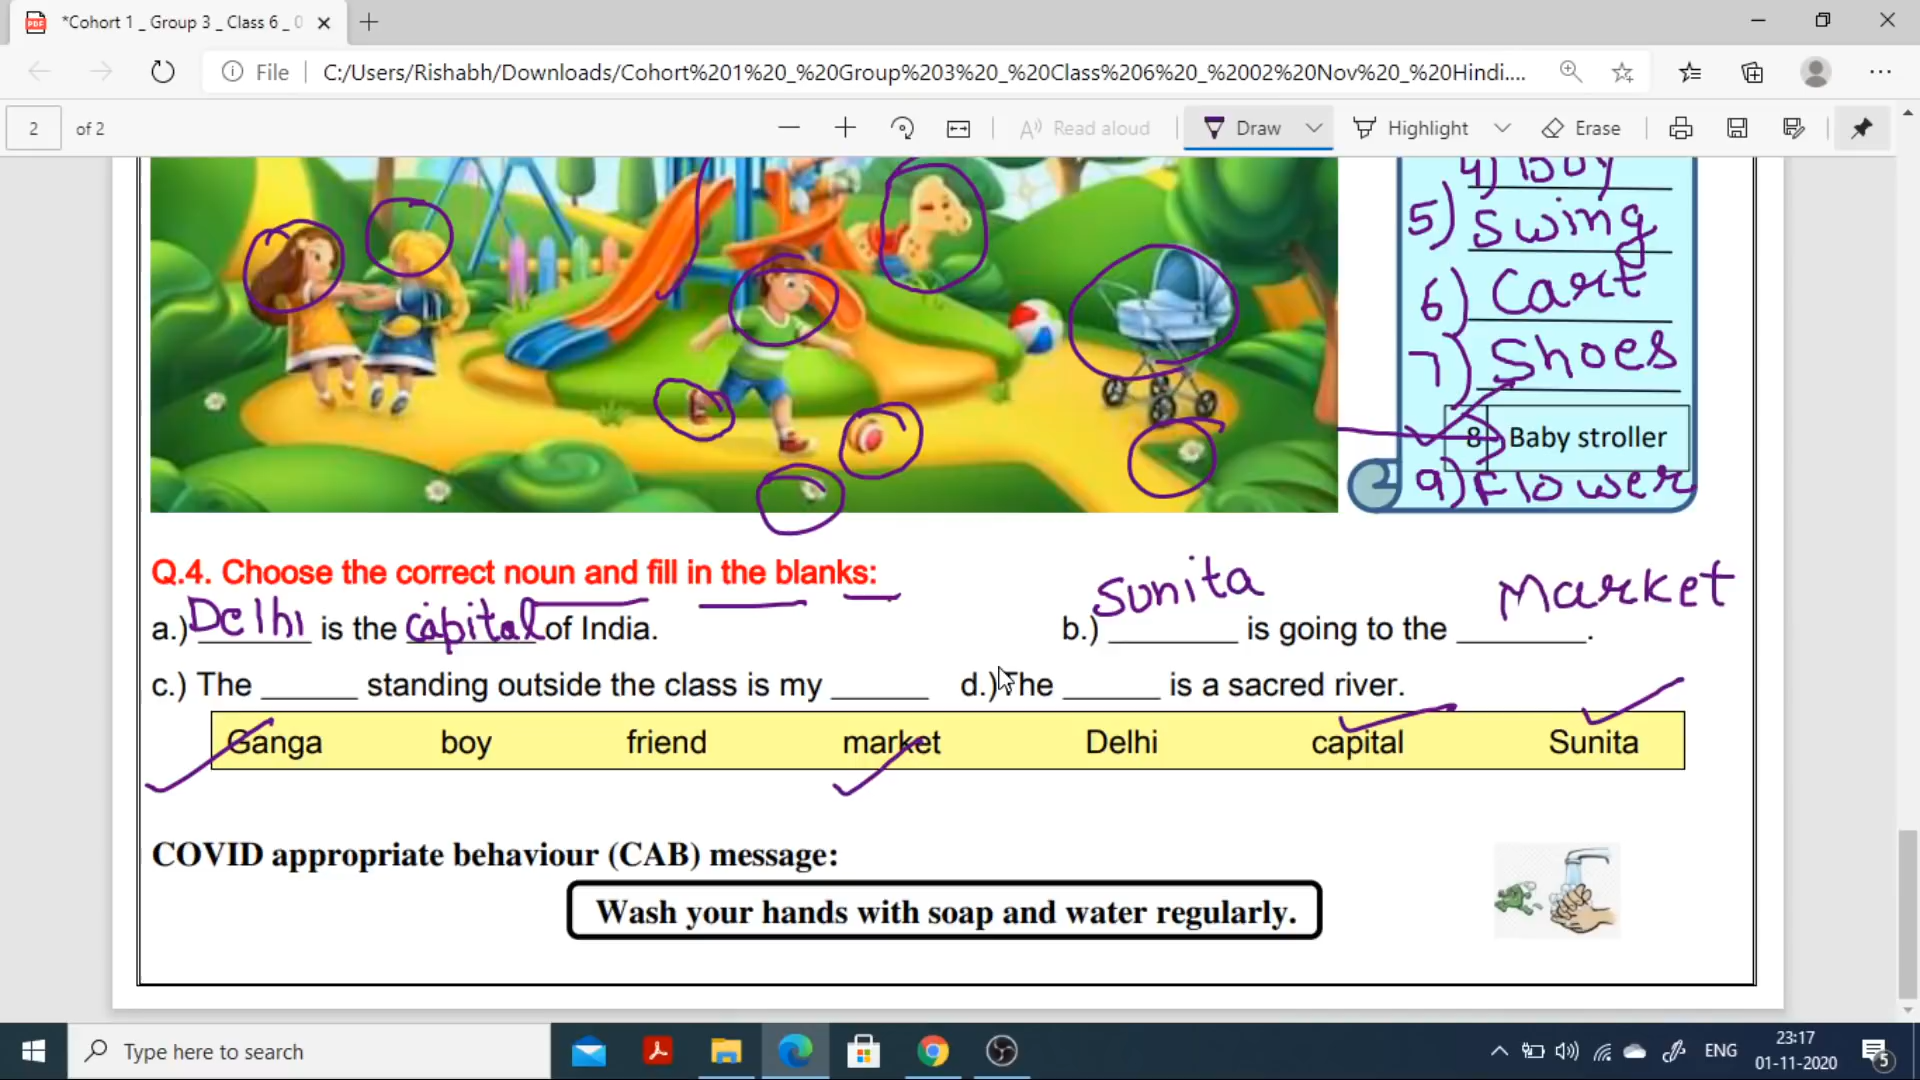 *Cohort 1 _ Group 3 _ Class 6 _ 0
File
C:/Users/Rishabh/Downloads/Cohort%201%20_%20Group%203%20_%20Class%206%20_%2002%20Nov%20_%20Hindi....
2 of 2
Read aloud
Draw
Highlight
Erase
4) Boy
5) Swing
6) Cart
7) Shoes
8 Baby stroller
9) Flower
Q.4. Choose the correct noun and fill in the blanks:
a.) Delhi is the capital of India.
b.) Sunita is going to the Market.
c.) The ______ standing outside the class is my ______
d.) The ______ is a sacred river.
Ganga boy friend market Delhi capital Sunita
COVID appropriate behaviour (CAB) message:
Wash your hands with soap and water regularly.
Type here to search
ENG
23:17
01-11-2020
5